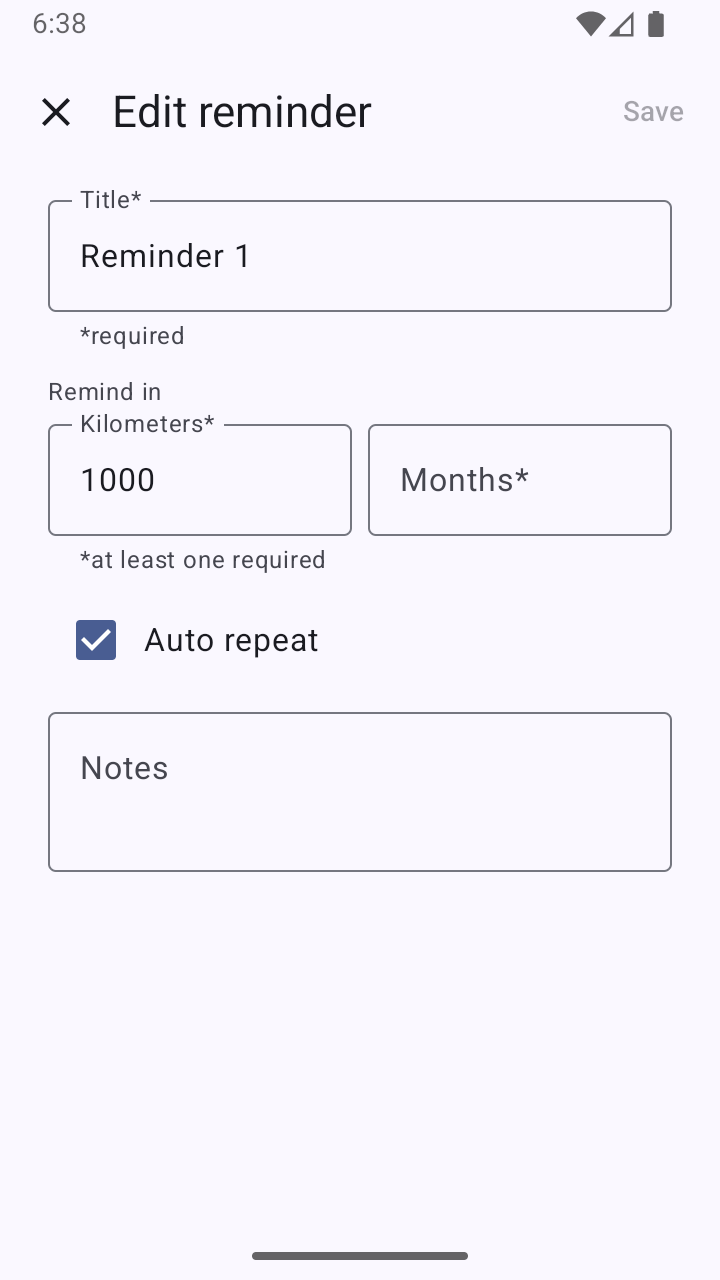 6:38
Edit reminder
Save
Title*
Reminder 1
*required
Remind in
Kilometers*
1000
Months*
*at least one required
Auto repeat
Notes